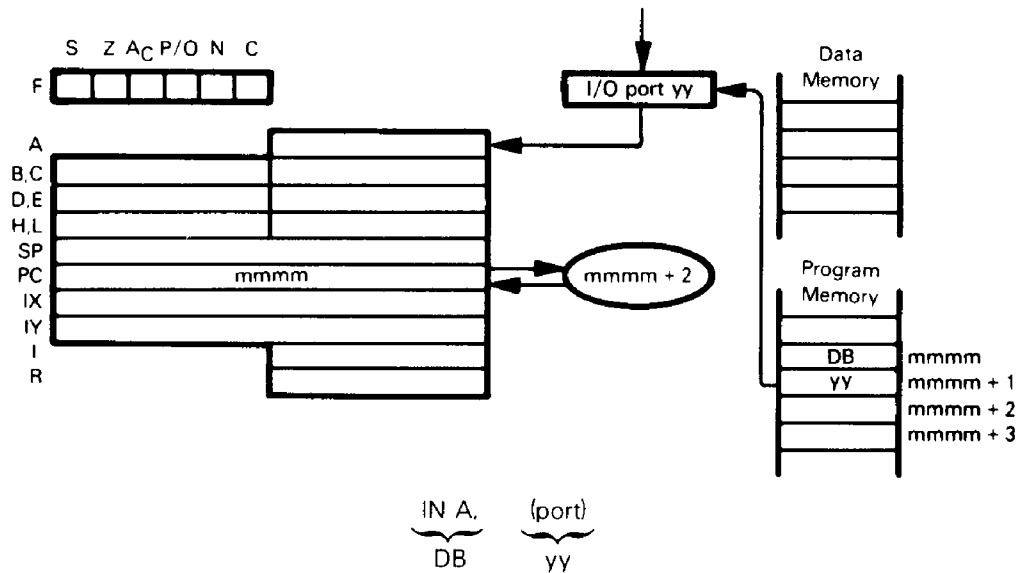 S Z AC P/O N C
F
A
B,C
D,E
H,L
SP
PC mmmm
IX
IY
I
R
mmmm + 2
I/O port yy
Data
Memory
Program
Memory
DB mmmm
yy mmmm + 1
mmmm + 2
mmmm + 3
IN A, (port)
DB yy